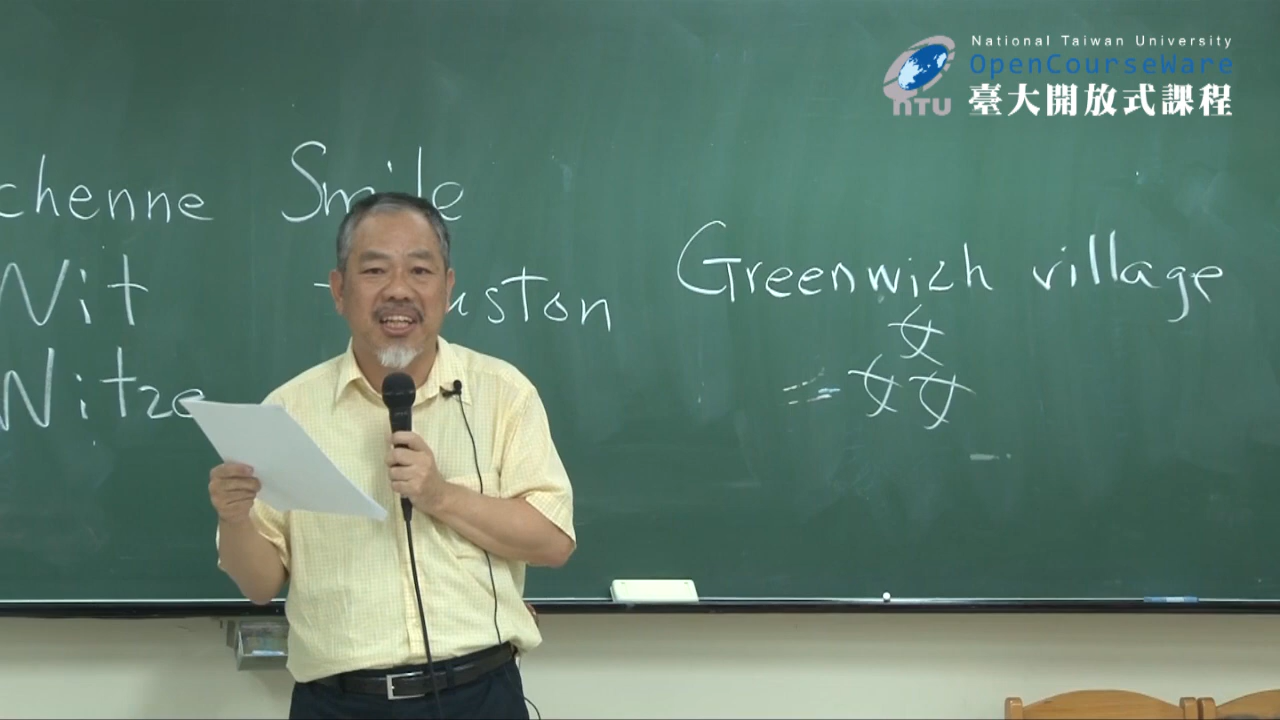 National Taiwan University
OpenCourseWare
臺大開放式課程
NTU
chenne Smile
Wit uston
Witze
Greenwich village
女
女女